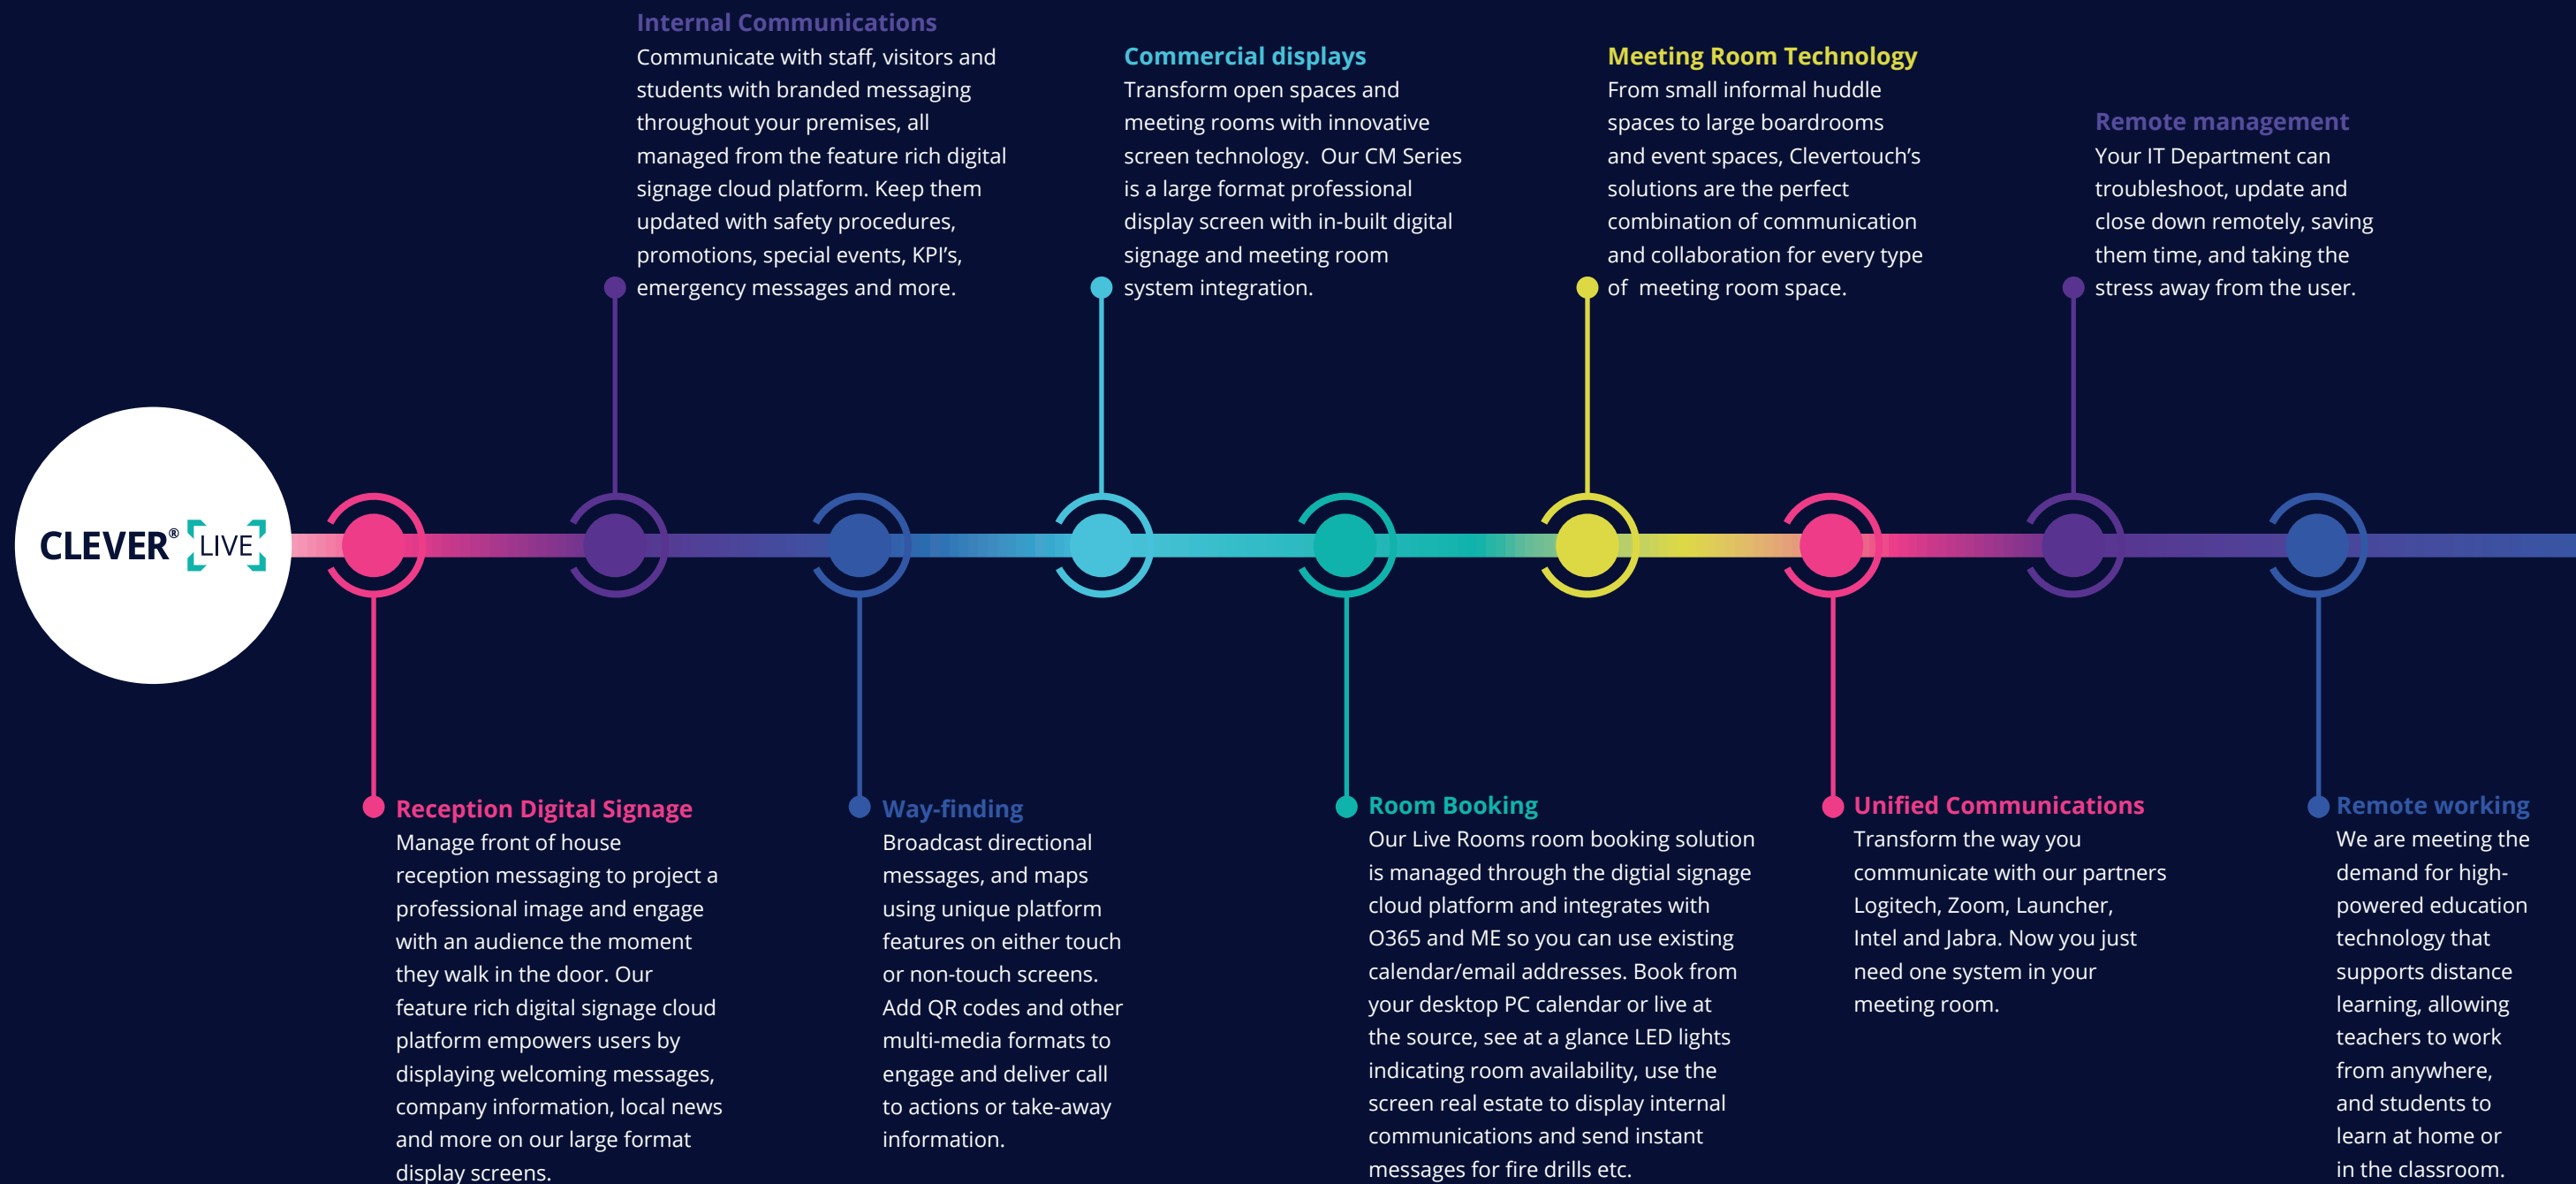 Internal Communications
Communicate with staff, visitors and
students with branded messaging
throughout your premises, all
managed from the feature rich digital
signage cloud platform. Keep them
updated with safety procedures,
promotions, special events, KPI's,
emergency messages and more.
Commercial displays
Transform open spaces and
meeting rooms with innovative
screen technology.  Our CM Series
is a large format professional
display screen with in-built digital
signage and meeting room
system integration.
Meeting Room Technology
From small informal huddle
spaces to large boardrooms
and event spaces, Clevertouch's
solutions are the perfect
combination of communication
and collaboration for every type
of  meeting room space.
Remote management
Your IT Department can
troubleshoot, update and
close down remotely, saving
them time, and taking the
stress away from the user.
CLEVER® LIVE
Reception Digital Signage
Manage front of house
reception messaging to project a
professional image and engage
with an audience the moment
they walk in the door. Our
feature rich digital signage cloud
platform empowers users by
displaying welcoming messages,
company information, local news
and more on our large format
display screens.
Way-finding
Broadcast directional
messages, and maps
using unique platform
features on either touch
or non-touch screens.
Add QR codes and other
multi-media formats to
engage and deliver call
to actions or take-away
information.
Room Booking
Our Live Rooms room booking solution
is managed through the digtial signage
cloud platform and integrates with
O365 and ME so you can use existing
calendar/email addresses. Book from
your desktop PC calendar or live at
the source, see at a glance LED lights
indicating room availability, use the
screen real estate to display internal
communications and send instant
messages for fire drills etc.
Unified Communications
Transform the way you
communicate with our partners
Logitech, Zoom, Launcher,
Intel and Jabra. Now you just
need one system in your
meeting room.
Remote working
We are meeting the
demand for high-
powered education
technology that
supports distance
learning, allowing
teachers to work
from anywhere,
and students to
learn at home or
in the classroom.